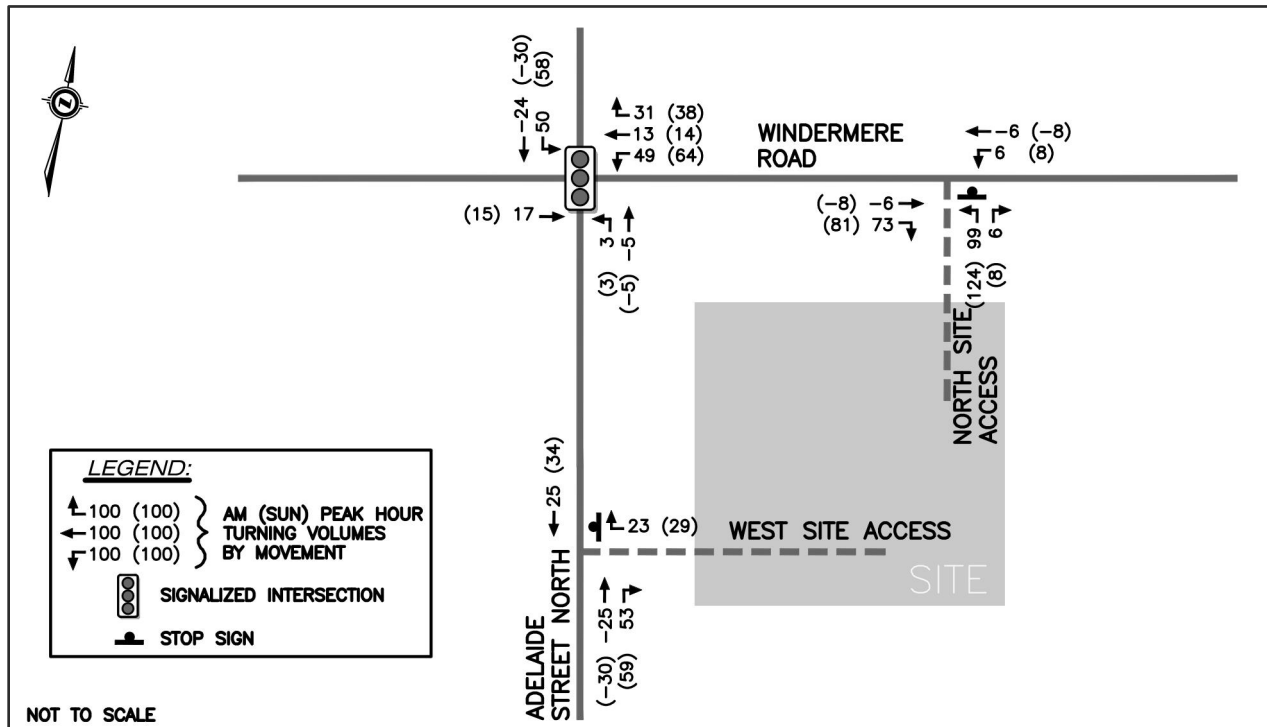 -24 (-30)
50 (58)
31 (38)
13 (14)
49 (64)
WINDERMERE
ROAD
-6 (-8)
6 (8)
(15) 17
3 (3)
-5 (-5)
(-8) -6
(81) 73
99 (124)
6 (8)
NORTH SITE
ACCESS
25 (34)
23 (29)
WEST SITE ACCESS
SITE
-25 (-30)
53 (59)
ADELAIDE
STREET NORTH
LEGEND:
100 (100)
100 (100)
100 (100)
AM (SUN) PEAK HOUR
TURNING VOLUMES
BY MOVEMENT
SIGNALIZED INTERSECTION
STOP SIGN
NOT TO SCALE